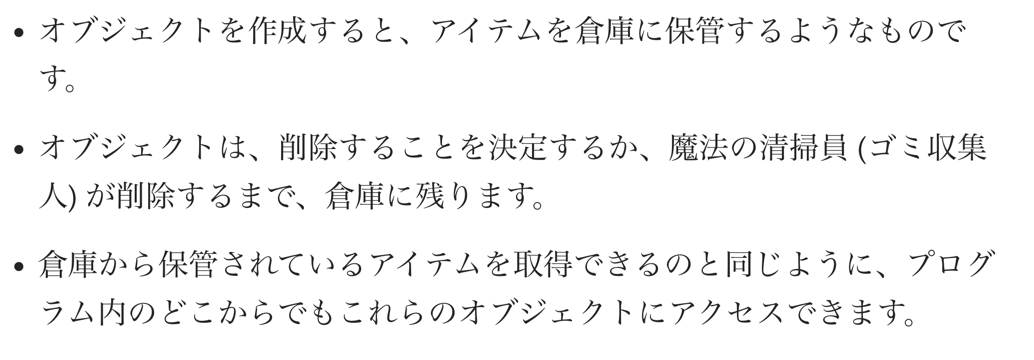 • オブジェクトを作成すると、アイテムを倉庫に保管するようなもので
す。
• オブジェクトは、削除することを決定するか、魔法の清掃員 (ゴミ収集
人) が削除するまで、倉庫に残ります。
• 倉庫から保管されているアイテムを取得できるのと同じように、プログ
ラム内のどこからでもこれらのオブジェクトにアクセスできます。